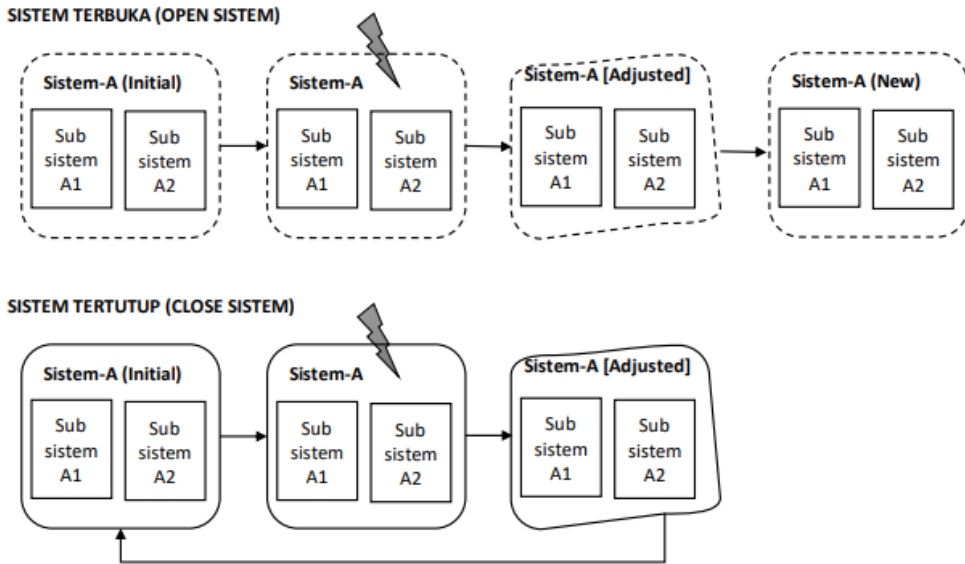 SISTEM TERBUKA (OPEN SISTEM)
Sistem-A (Initial)
Sub
sistem
A1
Sub
sistem
A2
Sistem-A
Sub
sistem
A1
Sub
sistem
A2
Sistem-A [Adjusted]
Sub
sistem
A1
Sub
sistem
A2
Sistem-A (New)
Sub
sistem
A1
Sub
sistem
A2
SISTEM TERTUTUP (CLOSE SISTEM)
Sistem-A (Initial)
Sub
sistem
A1
Sub
sistem
A2
Sistem-A
Sub
sistem
A1
Sub
sistem
A2
Sistem-A [Adjusted]
Sub
sistem
A1
Sub
sistem
A2